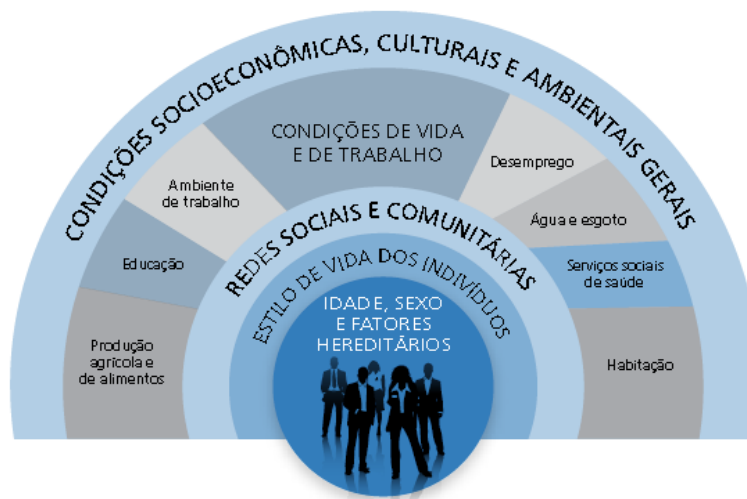 CONDIÇÕES SOCIOECONÔMICAS, CULTURAIS E AMBIENTAIS GERAIS
CONDIÇÕES DE VIDA
E DE TRABALHO
Desemprego
Ambiente
de trabalho
Água e esgoto
REDES SOCIAIS E COMUNITÁRIAS
Educação
Serviços sociais
de saúde
ESTILO DE VIDA DOS INDIVÍDUOS
IDADE, SEXO
E FATORES
HEREDITÁRIOS
Produção
agrícola e
de alimentos
Habitação